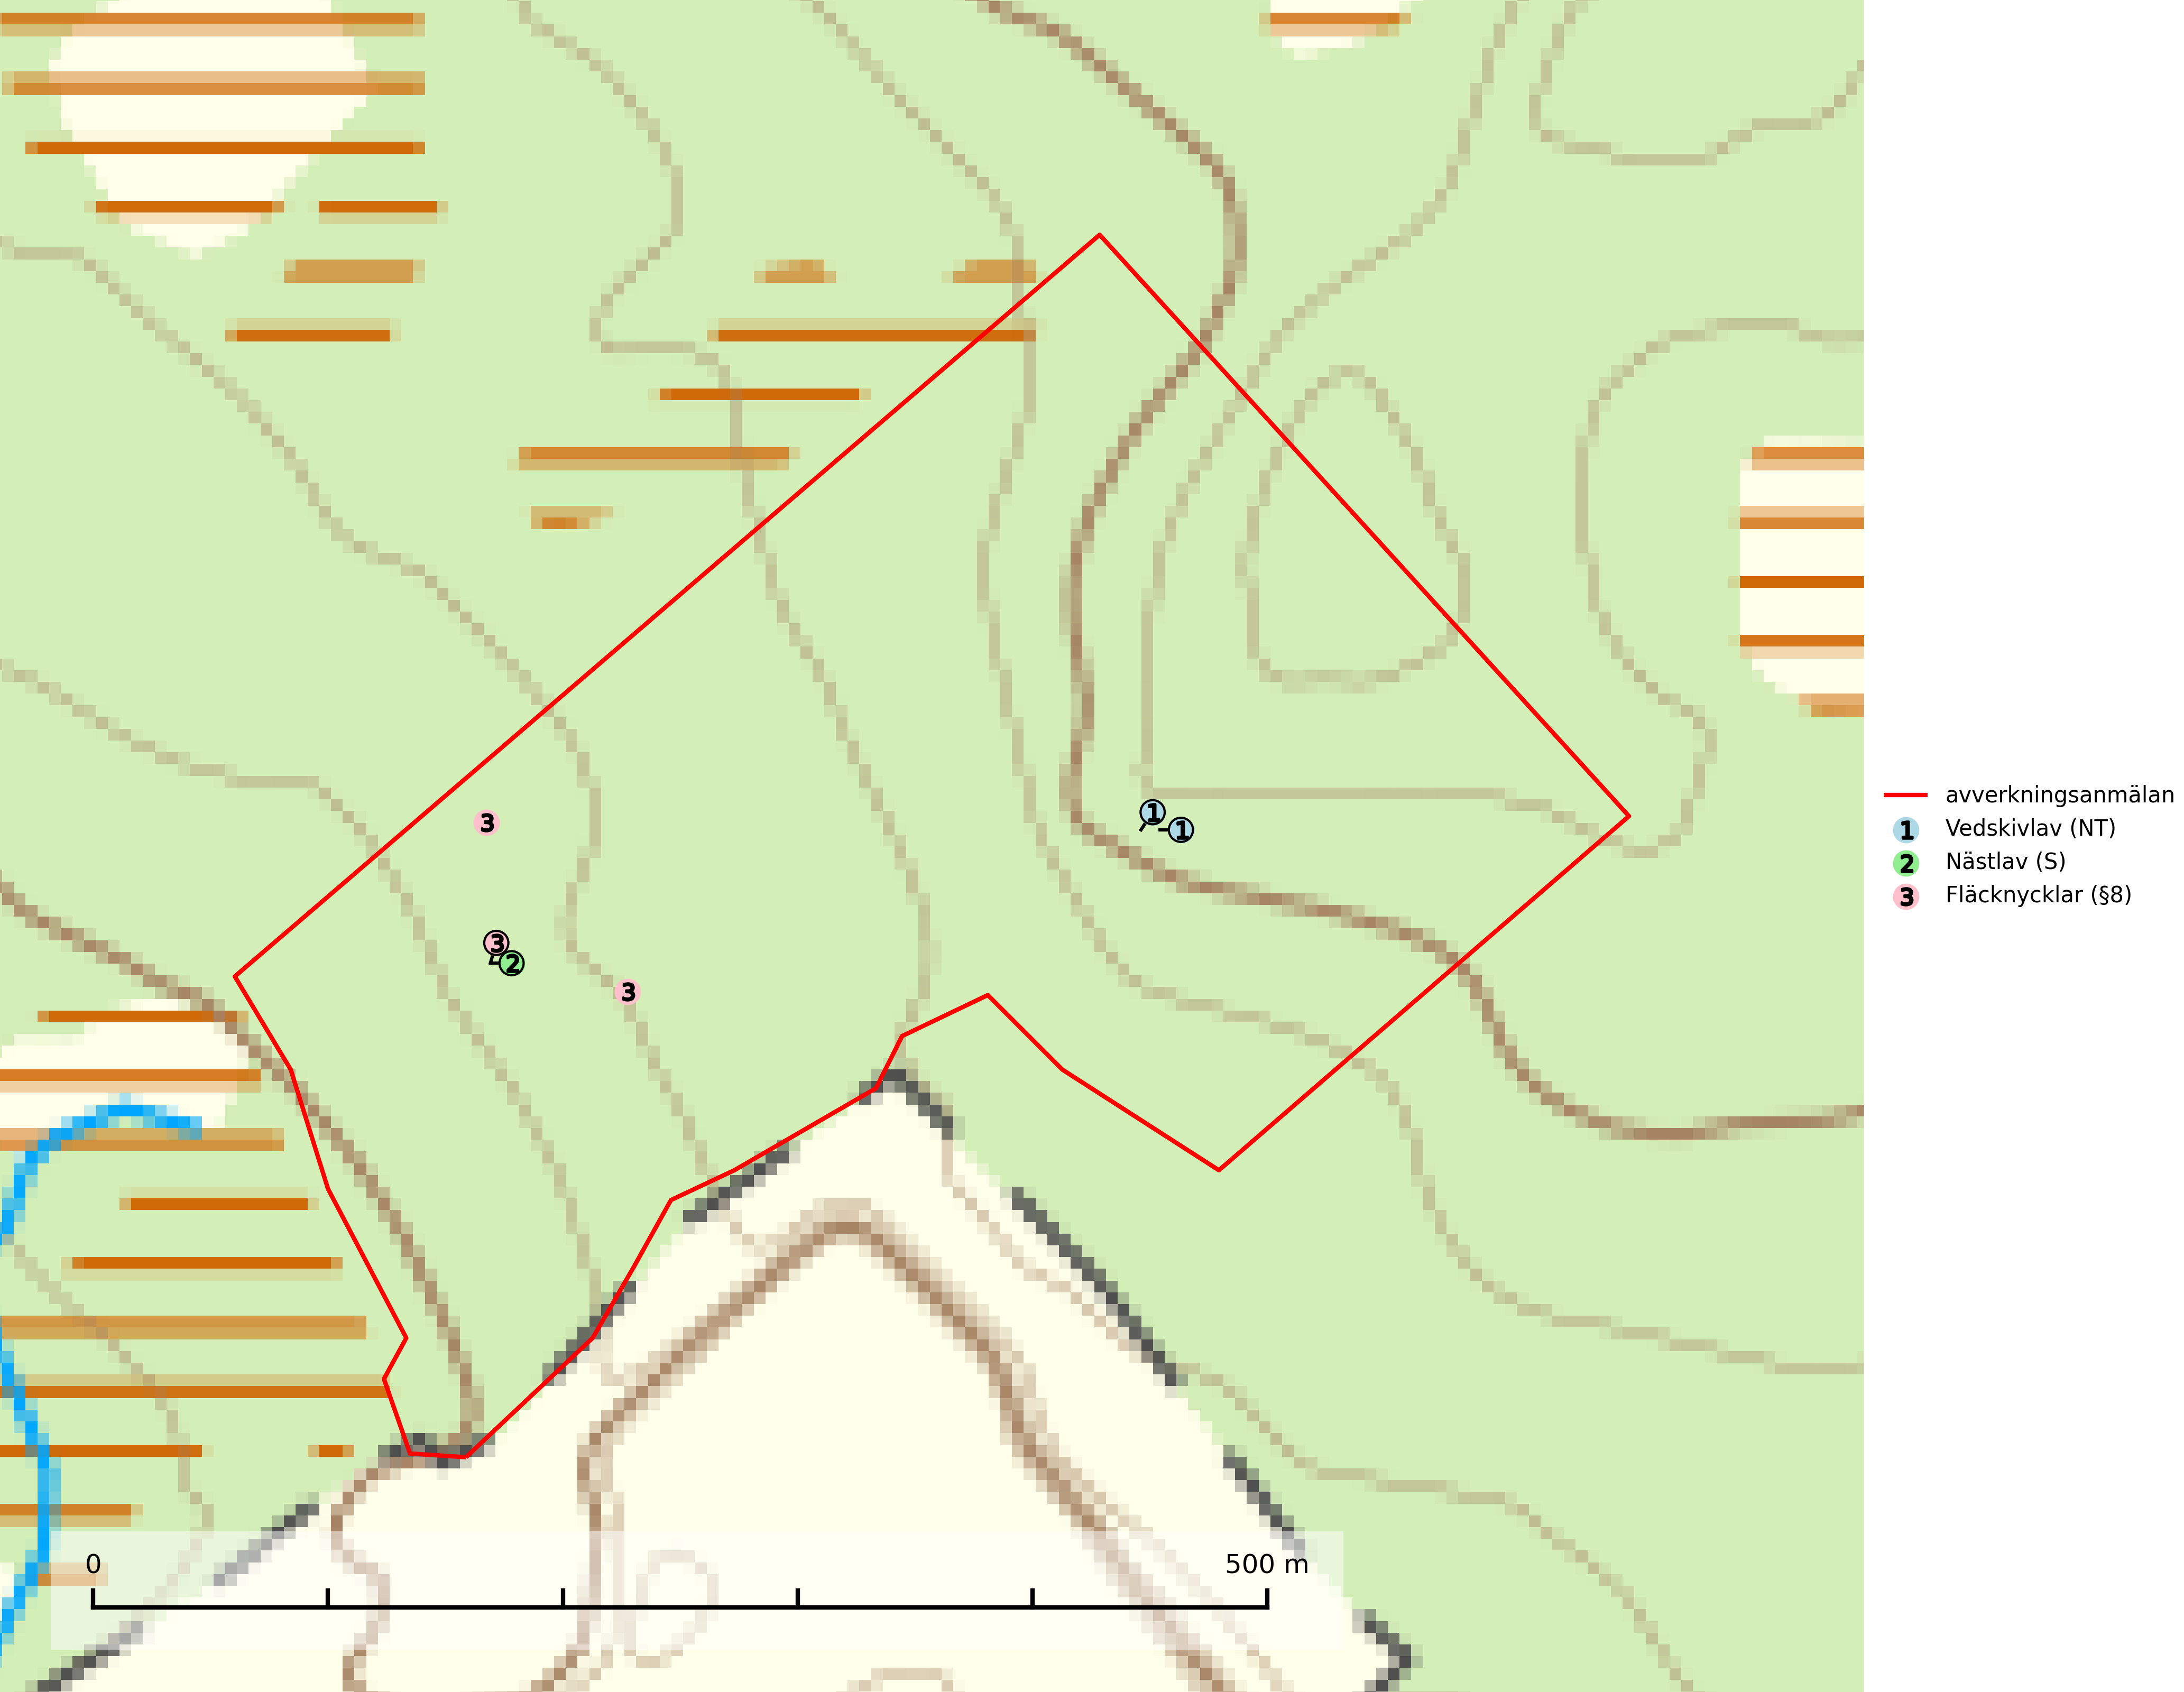 1
1
3
3
2
3
avverkningsanmälan
1 Vedskivlav (NT)
2 Nästlav (S)
3 Fläcknycklar (§8)
0 500 m